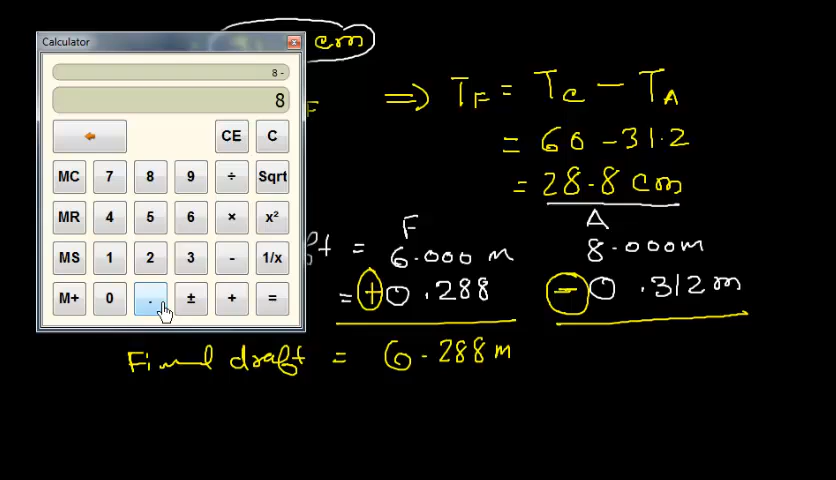 Calculator
cm
8 -
8
CE C
MC 7 8 9 ÷ Sqrt
MR 4 5 6 × x²
MS 1 2 3 - 1/x
M+ 0 . ± + =
F ⇒ T_F = T_C - T_A
= 60 - 31.2
= 28.8 cm
F A
= 6.000 m 8.000m
= + 0.288 - 0.312m
Final draft = 6.288 m